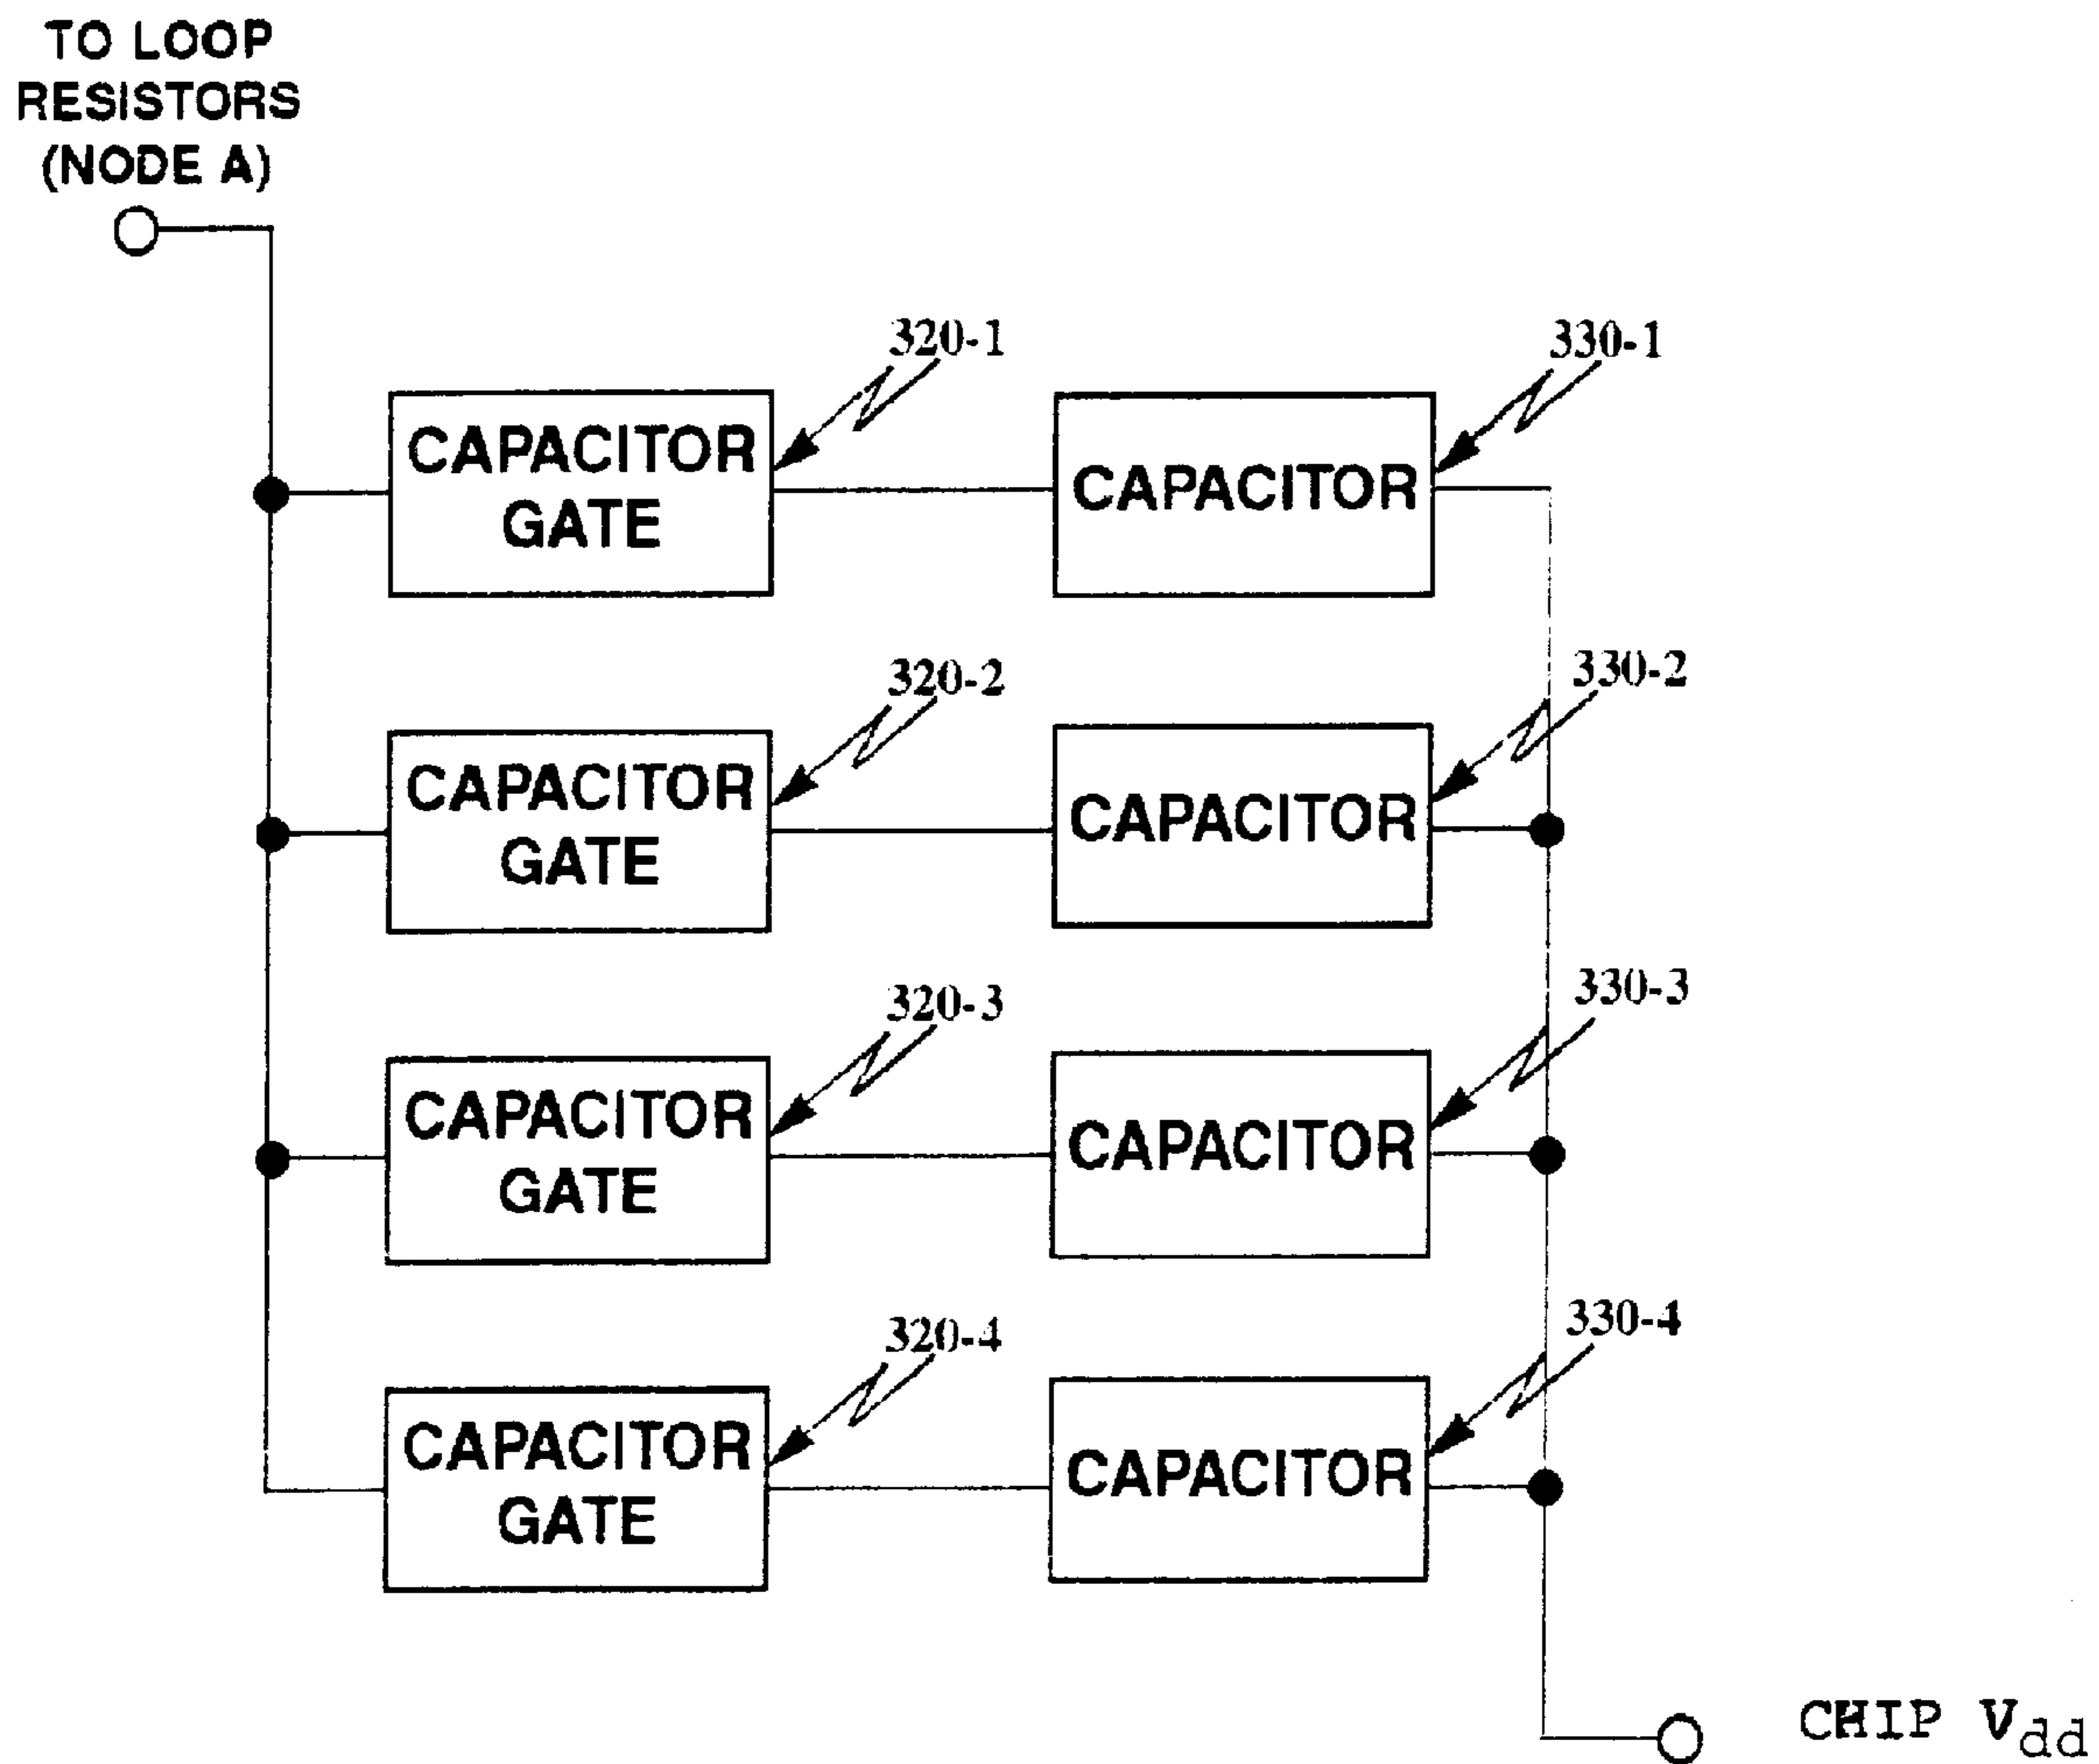 TO LOOP
RESISTORS
(NODE A)
320-1
330-1
CAPACITOR
GATE
CAPACITOR
320-2
330-2
CAPACITOR
GATE
CAPACITOR
320-3
330-3
CAPACITOR
GATE
CAPACITOR
320-4
330-4
CAPACITOR
GATE
CAPACITOR
CHIP Vdd